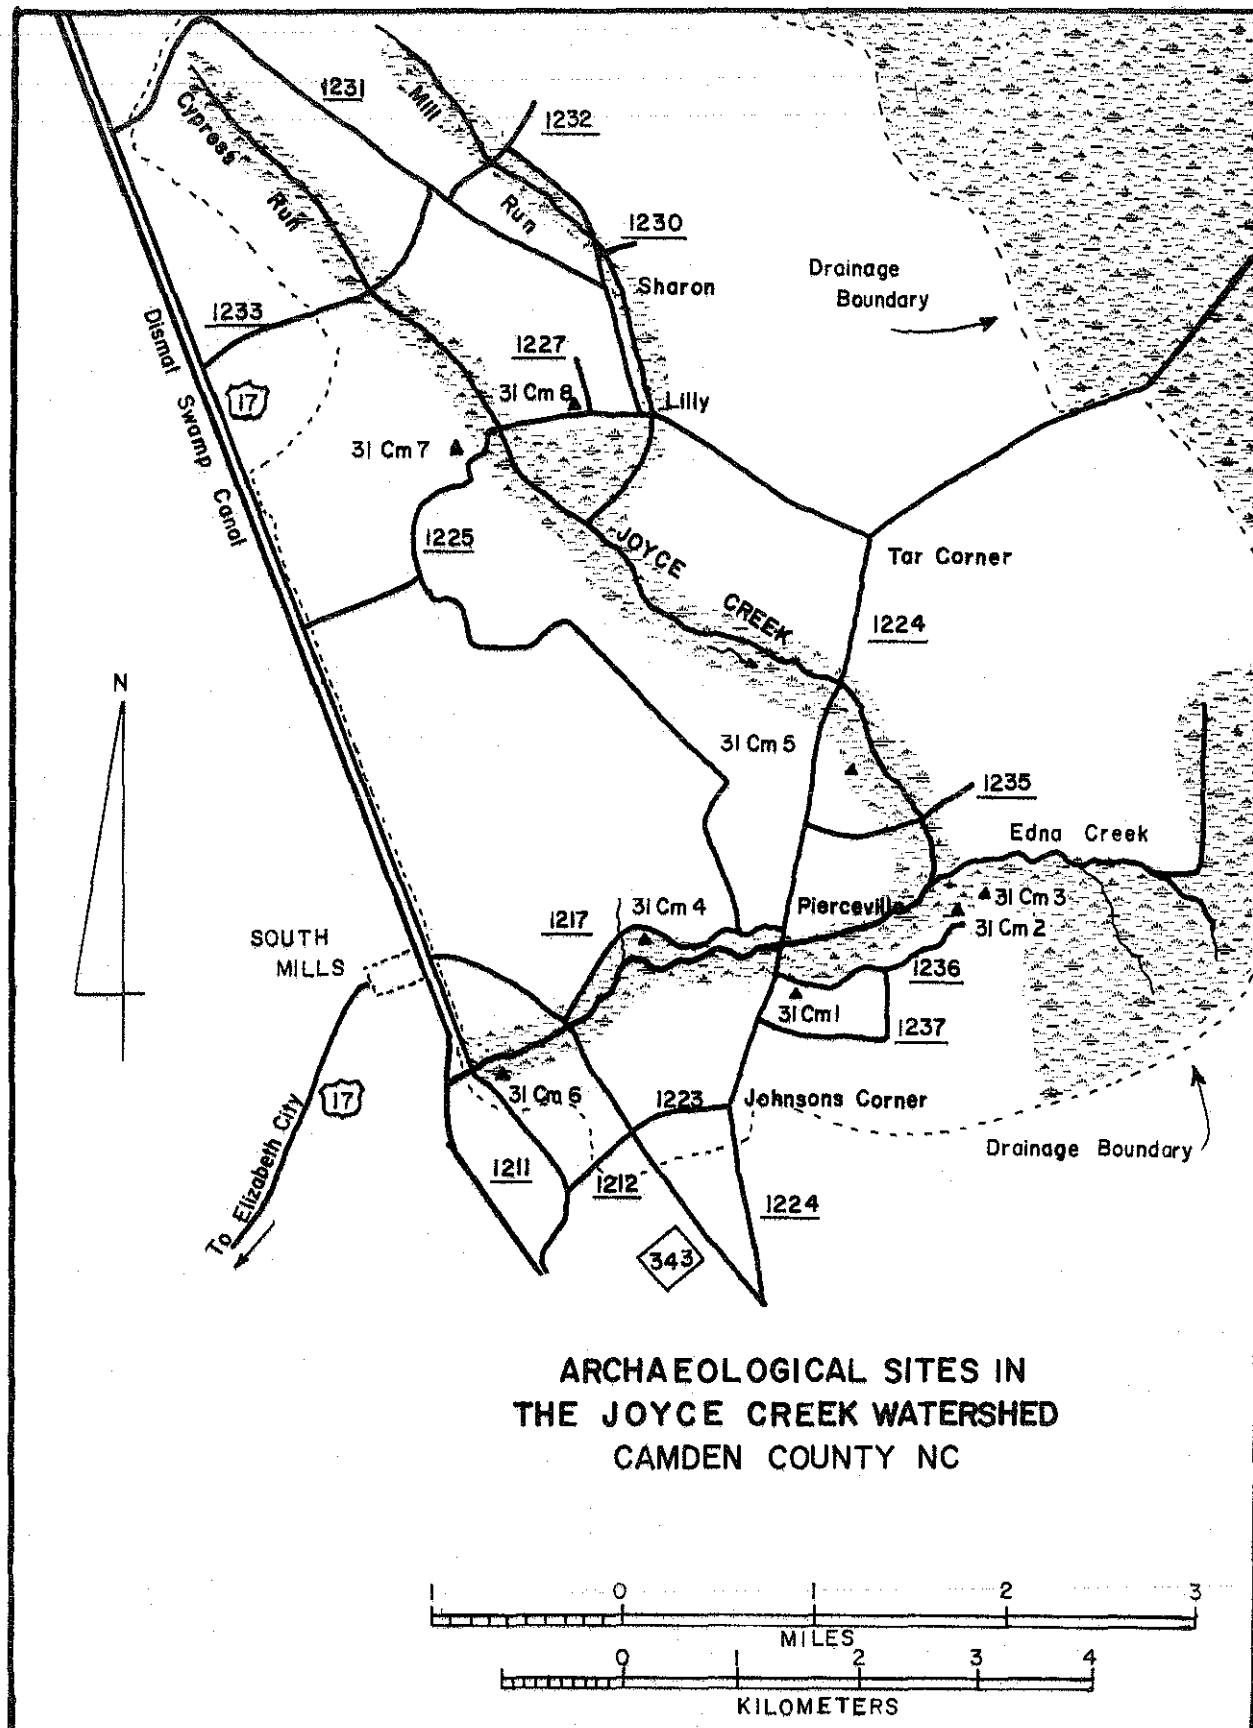 1231
Mill
1232
Cypress
Run
Run
1230
Sharon
Drainage
Boundary
1233
Dismal Swamp Canal
17
1227
31 Cm 8
Lilly
31 Cm 7
1225
JOYCE
CREEK
Tar Corner
1224
N
31 Cm 5
1235
Edna Creek
1217
31 Cm 4
Pierceville
31 Cm 3
31 Cm 2
SOUTH
MILLS
1236
31 Cm 1
1237
17
31 Cm 6
1223
Johnsons Corner
Drainage Boundary
To Elizabeth City
1211
1212
1224
343
ARCHAEOLOGICAL SITES IN
THE JOYCE CREEK WATERSHED
CAMDEN COUNTY NC
1 0 1 2 3
MILES
0 1 2 3 4
KILOMETERS